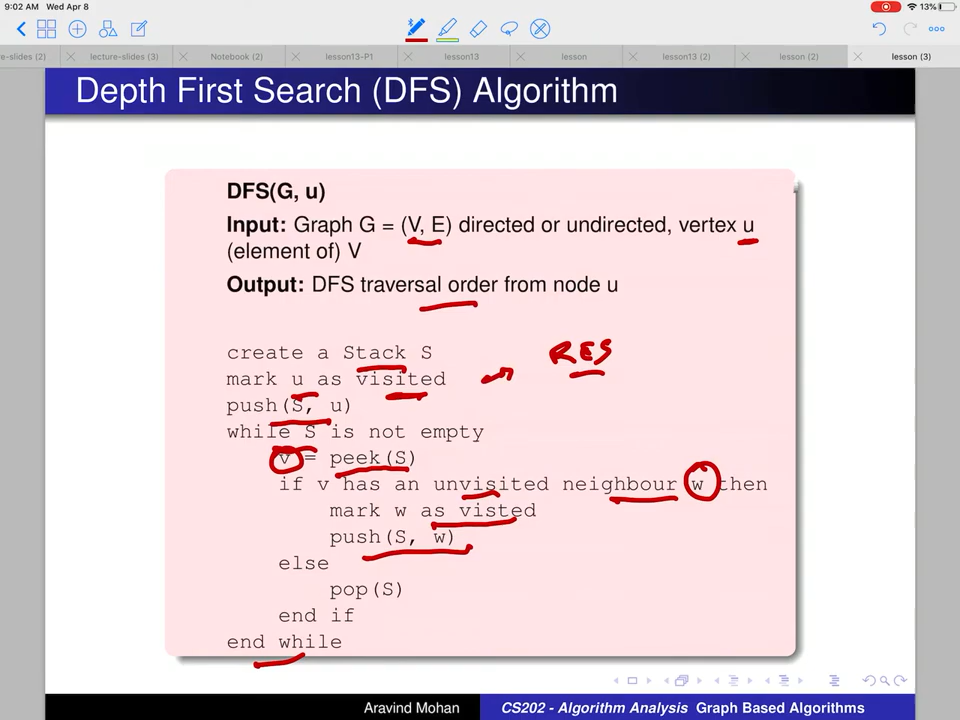 9:02 AM Wed Apr 8
13%
e-slides (2) lecture-slides (3) Notebook (2) lesson13-P1 lesson13 lesson lesson13 (2) lesson (2) lesson (3)
Depth First Search (DFS) Algorithm
DFS(G, u)
Input: Graph G = (V, E) directed or undirected, vertex u
(element of) V
Output: DFS traversal order from node u
create a Stack S
RES
mark u as visited
push(S, u)
while S is not empty
v = peek(S)
if v has an unvisited neighbour w then
mark w as visted
push(S, w)
else
pop(S)
end if
end while
Aravind Mohan CS202 - Algorithm Analysis Graph Based Algorithms